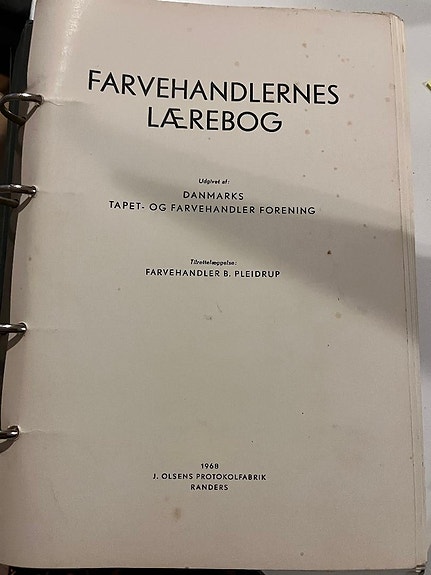 FARVEHANDLERNES
LÆREBOG
Udgivet af:
DANMARKS
TAPET- OG FARVEHANDLER FORENING
Tilrettelæggelse:
FARVEHANDLER B. PLEIDRUP
1968
J. OLSENS PROTOKOLFABRIK
RANDERS